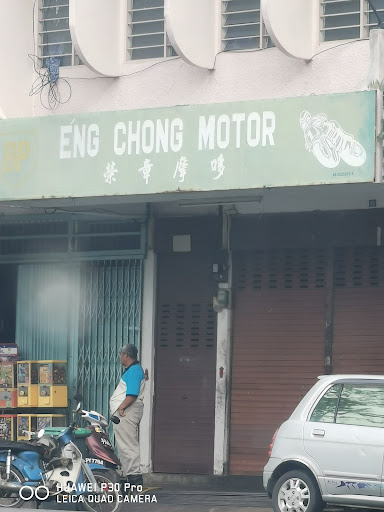 ENG CHONG MOTOR
榮章摩哆
HUAWEI P30 Pro
LEICA QUAD CAMERA